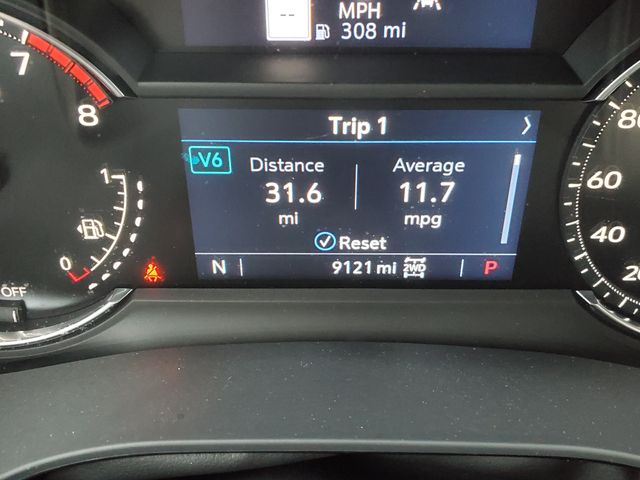 --
MPH
308 mi
7
8
Trip 1
V6
Distance
Average
31.6
11.7
mi
mpg
Reset
N
9121 mi
2WD
P
1
0
OFF
80
60
40
20